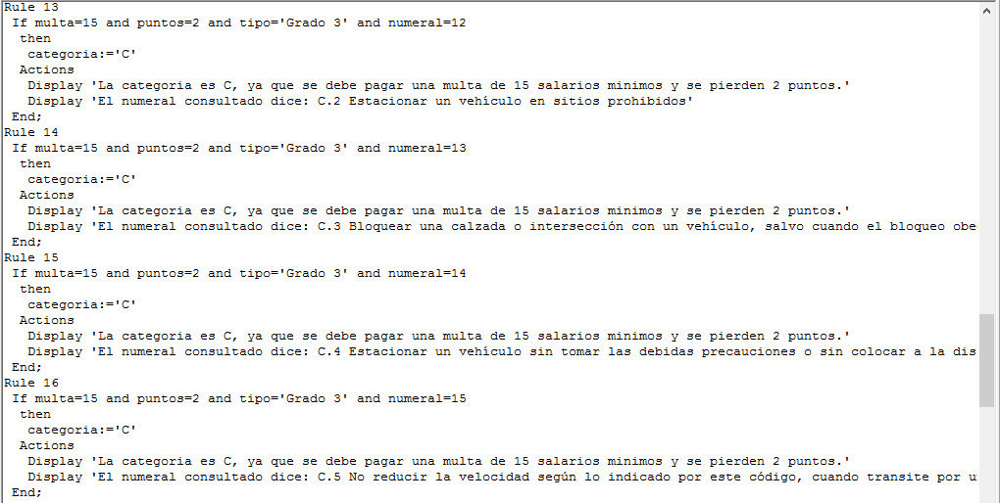 Rule 13
If multa=15 and puntos=2 and tipo='Grado 3' and numeral=12
then
categoria:='C'
Actions
Display 'La categoria es C, ya que se debe pagar una multa de 15 salarios minimos y se pierden 2 puntos.'
Display 'El numeral consultado dice: C.2 Estacionar un vehículo en sitios prohibidos'
End;
Rule 14
If multa=15 and puntos=2 and tipo='Grado 3' and numeral=13
then
categoria:='C'
Actions
Display 'La categoria es C, ya que se debe pagar una multa de 15 salarios minimos y se pierden 2 puntos.'
Display 'El numeral consultado dice: C.3 Bloquear una calzada o intersección con un vehículo, salvo cuando el bloqueo obe
End;
Rule 15
If multa=15 and puntos=2 and tipo='Grado 3' and numeral=14
then
categoria:='C'
Actions
Display 'La categoria es C, ya que se debe pagar una multa de 15 salarios minimos y se pierden 2 puntos.'
Display 'El numeral consultado dice: C.4 Estacionar un vehículo sin tomar las debidas precauciones o sin colocar a la dis
End;
Rule 16
If multa=15 and puntos=2 and tipo='Grado 3' and numeral=15
then
categoria:='C'
Actions
Display 'La categoria es C, ya que se debe pagar una multa de 15 salarios minimos y se pierden 2 puntos.'
Display 'El numeral consultado dice: C.5 No reducir la velocidad según lo indicado por este código, cuando transite por u
End;